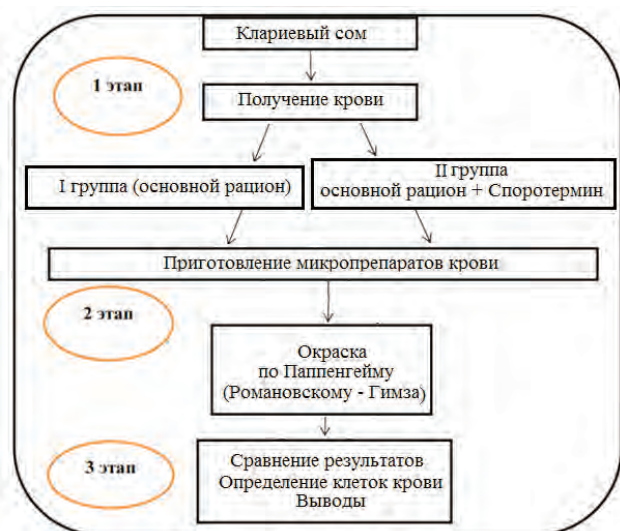 Клариевый сом
1 этап
Получение крови
I группа (основной рацион)
II группа
основной рацион + Споротермин
Приготовление микропрепаратов крови
2 этап
Окраска
по Паппенгейму
(Романовскому - Гимза)
3 этап
Сравнение результатов
Определение клеток крови
Выводы